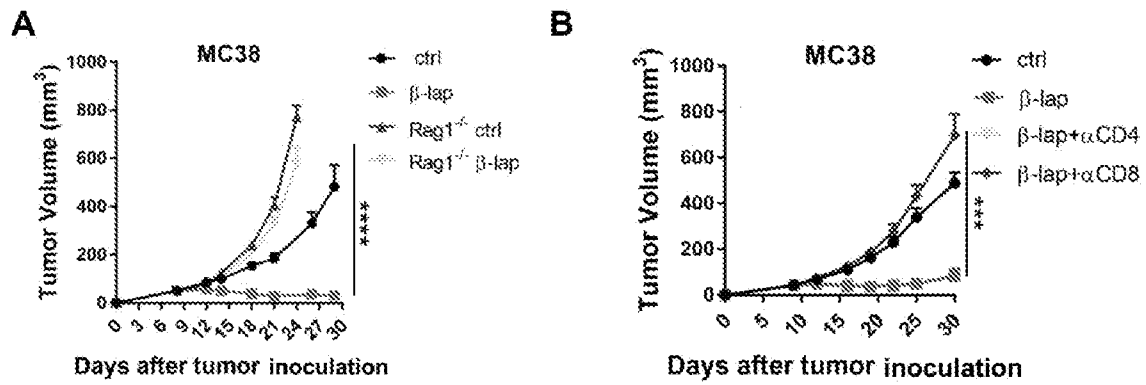 A
MC38
Tumor Volume (mm³)
1000
800
600
400
200
0
0 3 6 9 12 15 18 21 24 27 30
Days after tumor inoculation
ctrl
β-lap
Rag1⁻/⁻ ctrl
Rag1⁻/⁻ β-lap
****
B
MC38
Tumor Volume (mm³)
1000
800
600
400
200
0
0 5 10 15 20 25 30
Days after tumor inoculation
ctrl
β-lap
β-lap+αCD4
β-lap+αCD8
***